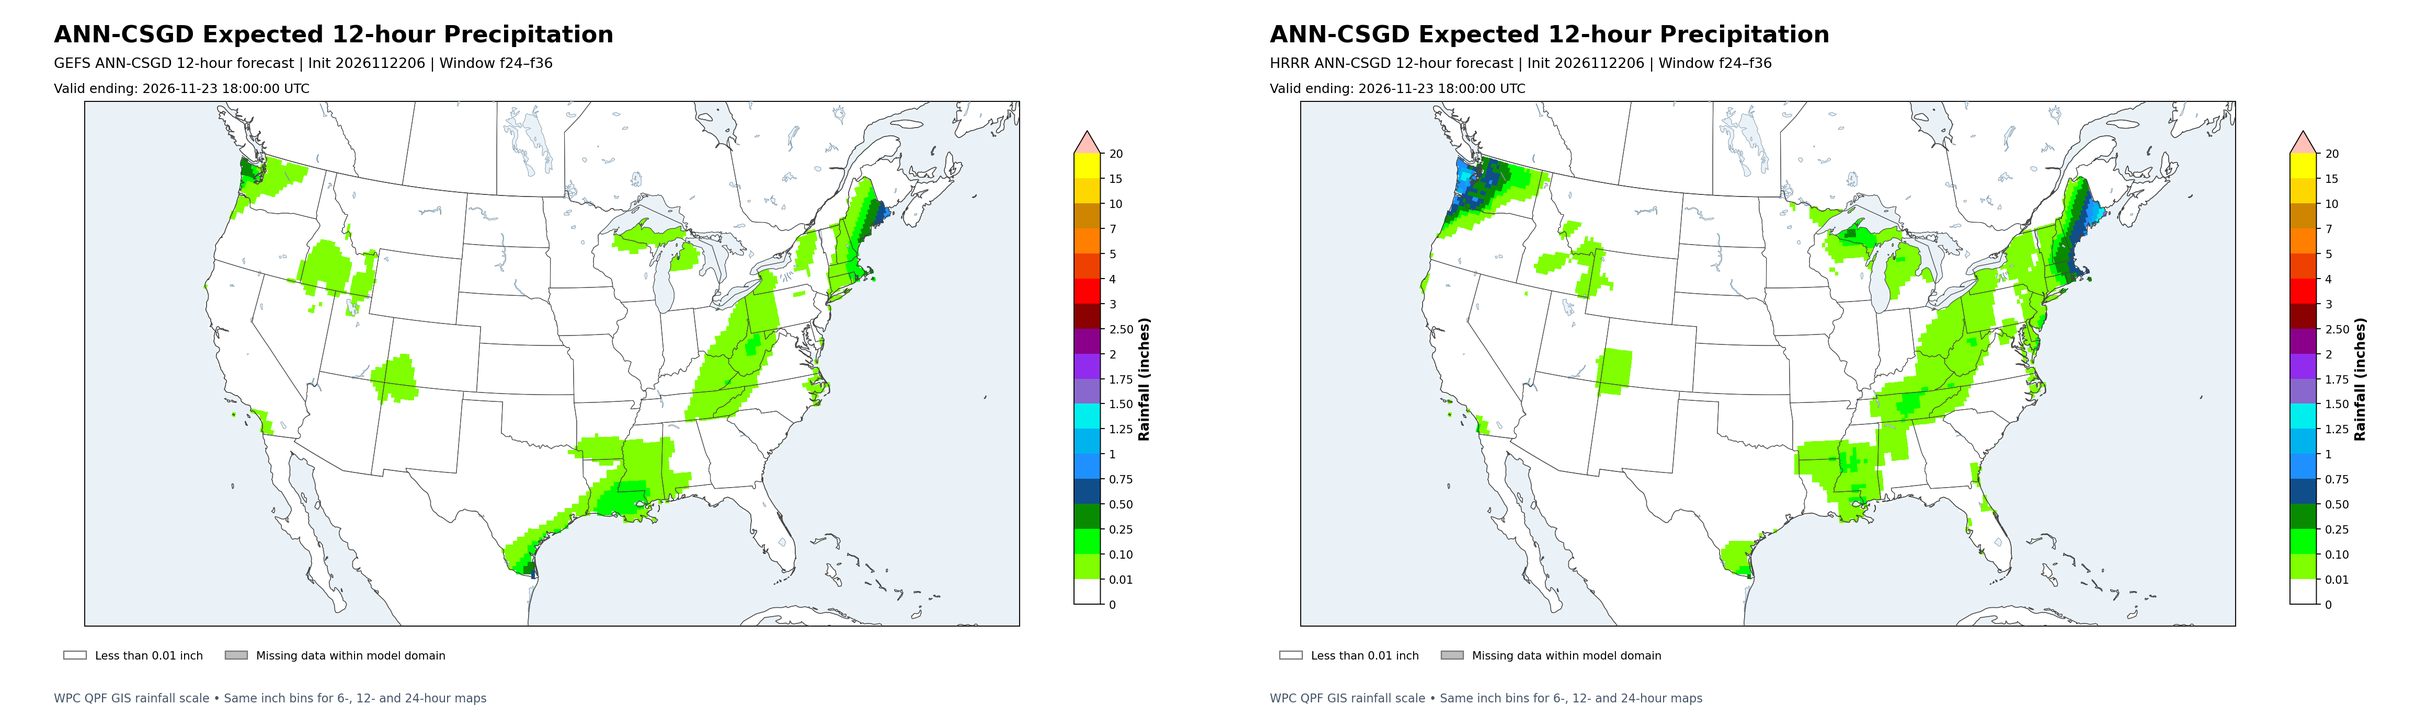 ANN-CSGD Expected 12-hour Precipitation
GEFS ANN-CSGD 12-hour forecast | Init 2026112206 | Window f24–f36
Valid ending: 2026-11-23 18:00:00 UTC
20
15
10
7
5
4
3
2.50
2
1.75
1.50
1.25
1
0.75
0.50
0.25
0.10
0.01
0
Rainfall (inches)
Less than 0.01 inch
Missing data within model domain
WPC QPF GIS rainfall scale • Same inch bins for 6-, 12- and 24-hour maps
ANN-CSGD Expected 12-hour Precipitation
HRRR ANN-CSGD 12-hour forecast | Init 2026112206 | Window f24–f36
Valid ending: 2026-11-23 18:00:00 UTC
20
15
10
7
5
4
3
2.50
2
1.75
1.50
1.25
1
0.75
0.50
0.25
0.10
0.01
0
Rainfall (inches)
Less than 0.01 inch
Missing data within model domain
WPC QPF GIS rainfall scale • Same inch bins for 6-, 12- and 24-hour maps